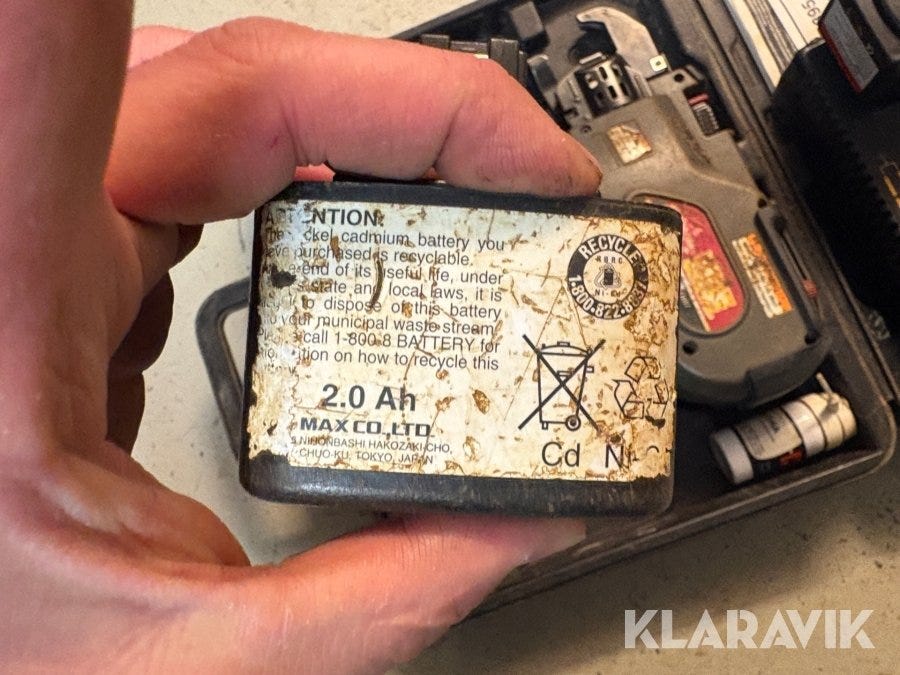 ATTENTION:
ckel cadmium battery you
purchased is recyclable.
end of its useful life, under
state and local laws, it is
to dispose of this battery
your municipal waste stream.
call 1-800-8 BATTERY for
on how to recycle this
2.0 Ah
MAX CO., LTD
NIHONBASHI HAKOZAKI-CHO,
CHUO-KU, TOKYO, JAPAN
RECYCLE
RBRC
1.800.822.8837
Cd Ni
KLARAVIK